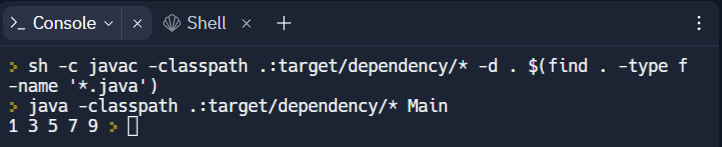 >_ Console
Shell
sh -c javac -classpath .:target/dependency/* -d . $(find . -type f
-name '*.java')
java -classpath .:target/dependency/* Main
1 3 5 7 9